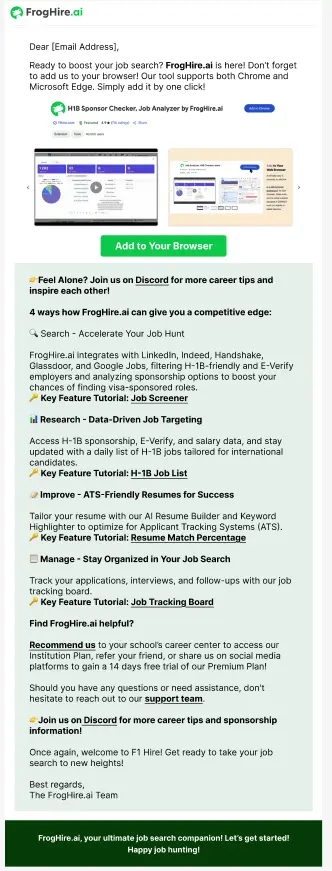 FrogHire.ai
Dear [Email Address],
Ready to boost your job search? FrogHire.ai is here! Don't forget
to add us to your browser! Our tool supports both Chrome and
Microsoft Edge. Simply add it by one click!
H1B Sponsor Checker, Job Analyzer by FrogHire.ai
Featured
Share
Extension
Add to Your Browser
👉Feel Alone? Join us on Discord for more career tips and
inspire each other!
4 ways how FrogHire.ai can give you a competitive edge:
🔍 Search - Accelerate Your Job Hunt
FrogHire.ai integrates with LinkedIn, Indeed, Handshake,
Glassdoor, and Google Jobs, filtering H-1B-friendly and E-Verify
employers and analyzing sponsorship options to boost your
chances of finding visa-sponsored roles.
🔑 Key Feature Tutorial: Job Screener
📊 Research - Data-Driven Job Targeting
Access H-1B sponsorship, E-Verify, and salary data, and stay
updated with a daily list of H-1B jobs tailored for international
candidates.
🔑 Key Feature Tutorial: H-1B Job List
📝 Improve - ATS-Friendly Resumes for Success
Tailor your resume with our AI Resume Builder and Keyword
Highlighter to optimize for Applicant Tracking Systems (ATS).
🔑 Key Feature Tutorial: Resume Match Percentage
📋 Manage - Stay Organized in Your Job Search
Track your applications, interviews, and follow-ups with our job
tracking board.
🔑 Key Feature Tutorial: Job Tracking Board
Find FrogHire.ai helpful?
Recommend us to your school's career center to access our
Institution Plan, refer your friend, or share us on social media
platforms to gain a 14 days free trial of our Premium Plan!
Should you have any questions or need assistance, don't
hesitate to reach out to our support team.
👉Join us on Discord for more career tips and sponsorship
information!
Once again, welcome to F1 Hire! Get ready to take your job
search to new heights!
Best regards,
The FrogHire.ai Team
FrogHire.ai, your ultimate job search companion! Let's get started!
Happy job hunting!